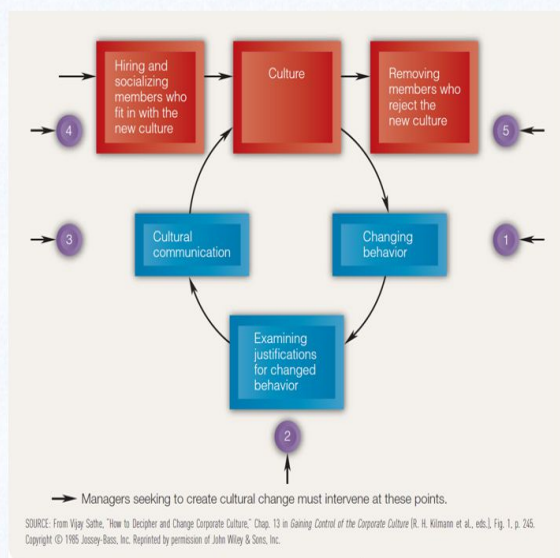 Hiring and
socializing
members who
fit in with the
new culture
Culture
Removing
members who
reject the
new culture
4
5
3
Cultural
communication
Changing
behavior
1
Examining
justifications
for changed
behavior
2
Managers seeking to create cultural change must intervene at these points.
SOURCE: From Vijay Sathe, "How to Decipher and Change Corporate Culture," Chap. 13 in Gaining Control of the Corporate Culture (R. H. Kilmann et al., eds.), Fig. 1, p. 245.
Copyright © 1985 Jossey-Bass, Inc. Reprinted by permission of John Wiley & Sons, Inc.